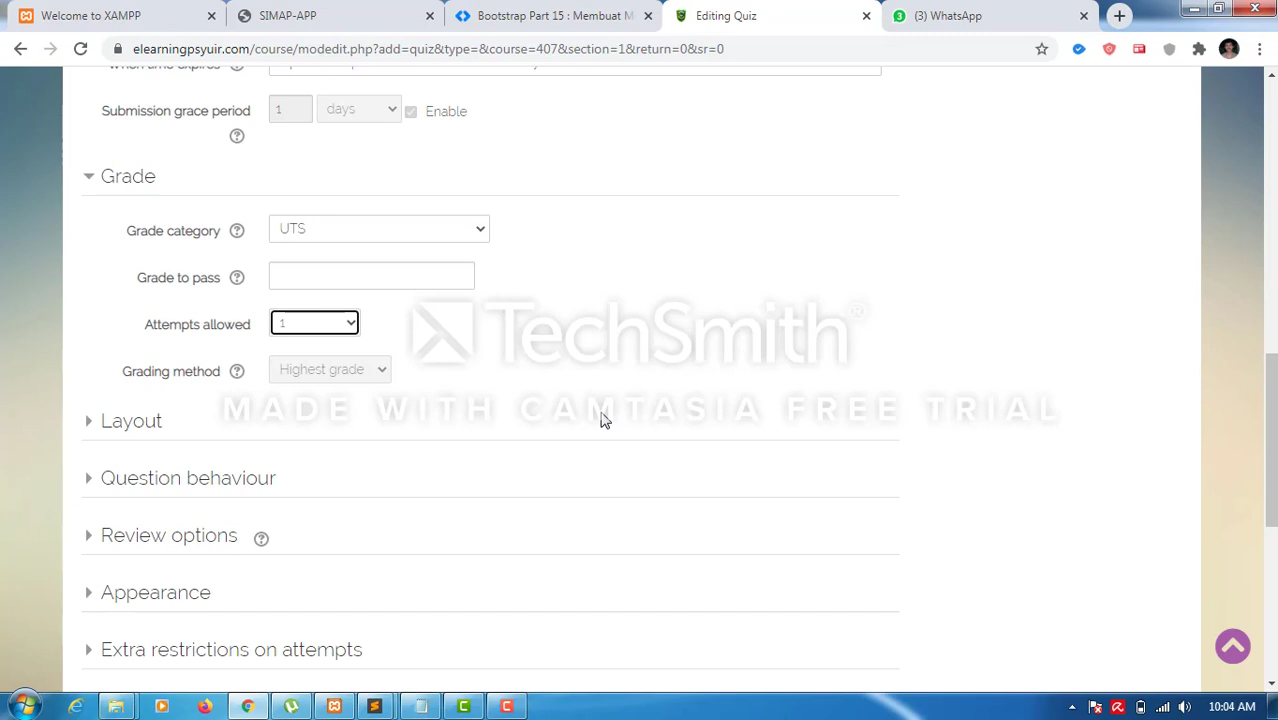 Welcome to XAMPP
SIMAP-APP
Bootstrap Part 15 : Membuat M
Editing Quiz
(3) WhatsApp
elearningpsyuir.com/course/modedit.php?add=quiz&type=&course=407&section=1&return=0&sr=0
When time expires
Submission grace period
1
days
Enable
Grade
Grade category
UTS
Grade to pass
Attempts allowed
1
Grading method
Highest grade
TechSmith®
MADE WITH CAMTASIA FREE TRIAL
Layout
Question behaviour
Review options
Appearance
Extra restrictions on attempts
10:04 AM